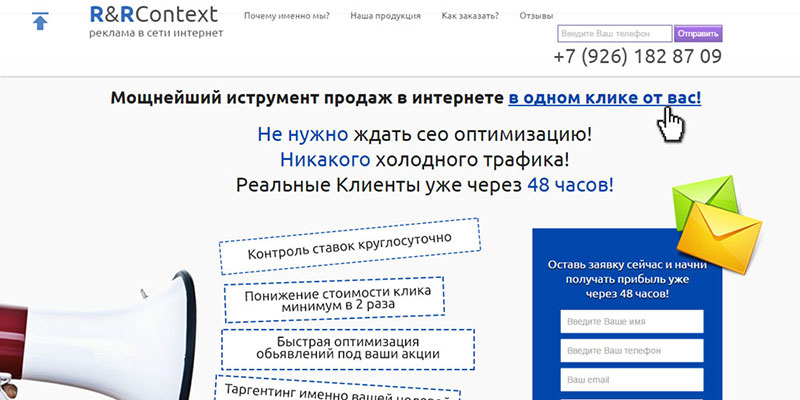 R&RContext
реклама в сети интернет
Почему именно мы? Наша продукция Как заказать? Отзывы
Введите Ваш телефон Отправить
+7 (926) 182 87 09
Мощнейший иструмент продаж в интернете в одном клике от вас!
Не нужно ждать сео оптимизацию!
Никакого холодного трафика!
Реальные Клиенты уже через 48 часов!
Контроль ставок круглосуточно
Понижение стоимости клика
минимум в 2 раза
Быстрая оптимизация
обьявлений под ваши акции
Таргентинг именно вашей целевой
Оставь заявку сейчас и начни
получать прибыль уже
через 48 часов!
Введите Ваше имя
Введите Ваш телефон
Ваш email